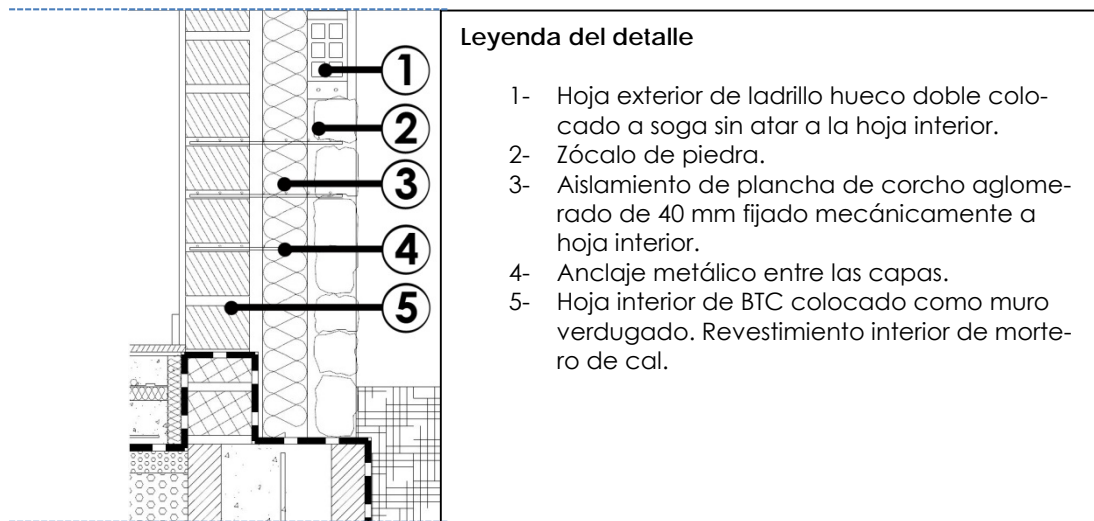 Leyenda del detalle
1
2
3
4
5
1- Hoja exterior de ladrillo hueco doble colo-
cado a soga sin atar a la hoja interior.
2- Zócalo de piedra.
3- Aislamiento de plancha de corcho aglome-
rado de 40 mm fijado mecánicamente a
hoja interior.
4- Anclaje metálico entre las capas.
5- Hoja interior de BTC colocado como muro
verdugado. Revestimiento interior de morte-
ro de cal.